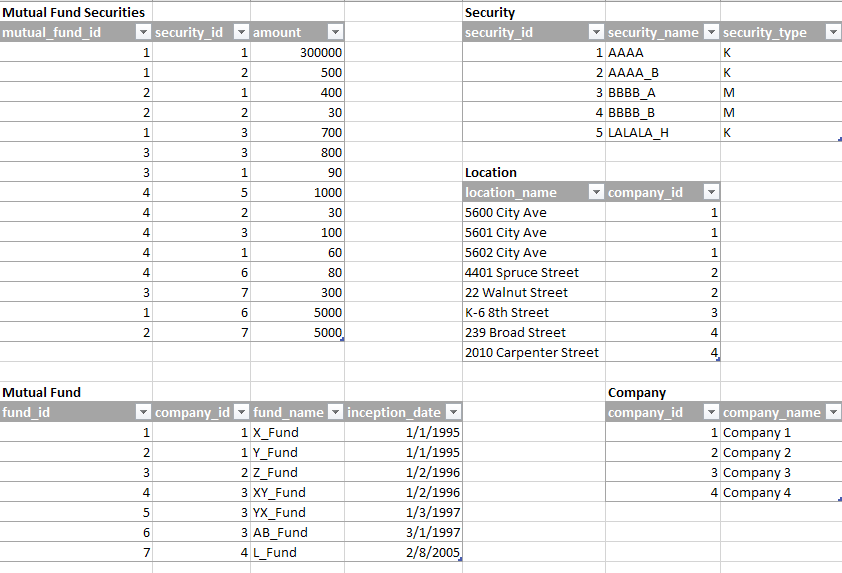 Mutual Fund Securities Security
mutual_fund_id security_id amount security_id security_name security_type
1 1 300000 1 AAAA K
1 2 500 2 AAAA_B K
2 1 400 3 BBBB_A M
2 2 30 4 BBBB_B M
1 3 700 5 LALALA_H K
3 3 800
3 1 90 Location
4 5 1000 location_name company_id
4 2 30 5600 City Ave 1
4 3 100 5601 City Ave 1
4 1 60 5602 City Ave 1
4 6 80 4401 Spruce Street 2
3 7 300 22 Walnut Street 2
1 6 5000 K-6 8th Street 3
2 7 5000 239 Broad Street 4
2010 Carpenter Street 4
Mutual Fund Company
fund_id company_id fund_name inception_date company_id company_name
1 1 X_Fund 1/1/1995 1 Company 1
2 1 Y_Fund 1/1/1995 2 Company 2
3 2 Z_Fund 1/2/1996 3 Company 3
4 3 XY_Fund 1/2/1996 4 Company 4
5 3 YX_Fund 1/3/1997
6 3 AB_Fund 3/1/1997
7 4 L_Fund 2/8/2005